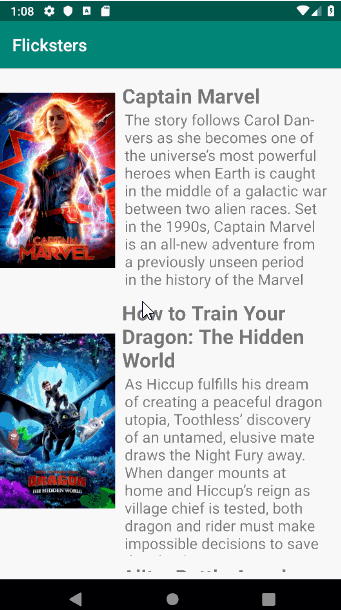 1:08
Flicksters
Captain Marvel
The story follows Carol Dan-
vers as she becomes one of
the universe's most powerful
heroes when Earth is caught
in the middle of a galactic war
between two alien races. Set
in the 1990s, Captain Marvel
is an all-new adventure from
a previously unseen period
in the history of the Marvel
CAPTAIN
MARVEL
How to Train Your
Dragon: The Hidden
World
As Hiccup fulfills his dream
of creating a peaceful dragon
utopia, Toothless' discovery
of an untamed, elusive mate
draws the Night Fury away.
When danger mounts at
home and Hiccup's reign as
village chief is tested, both
dragon and rider must make
impossible decisions to save
DRAGON
THE HIDDEN WORLD